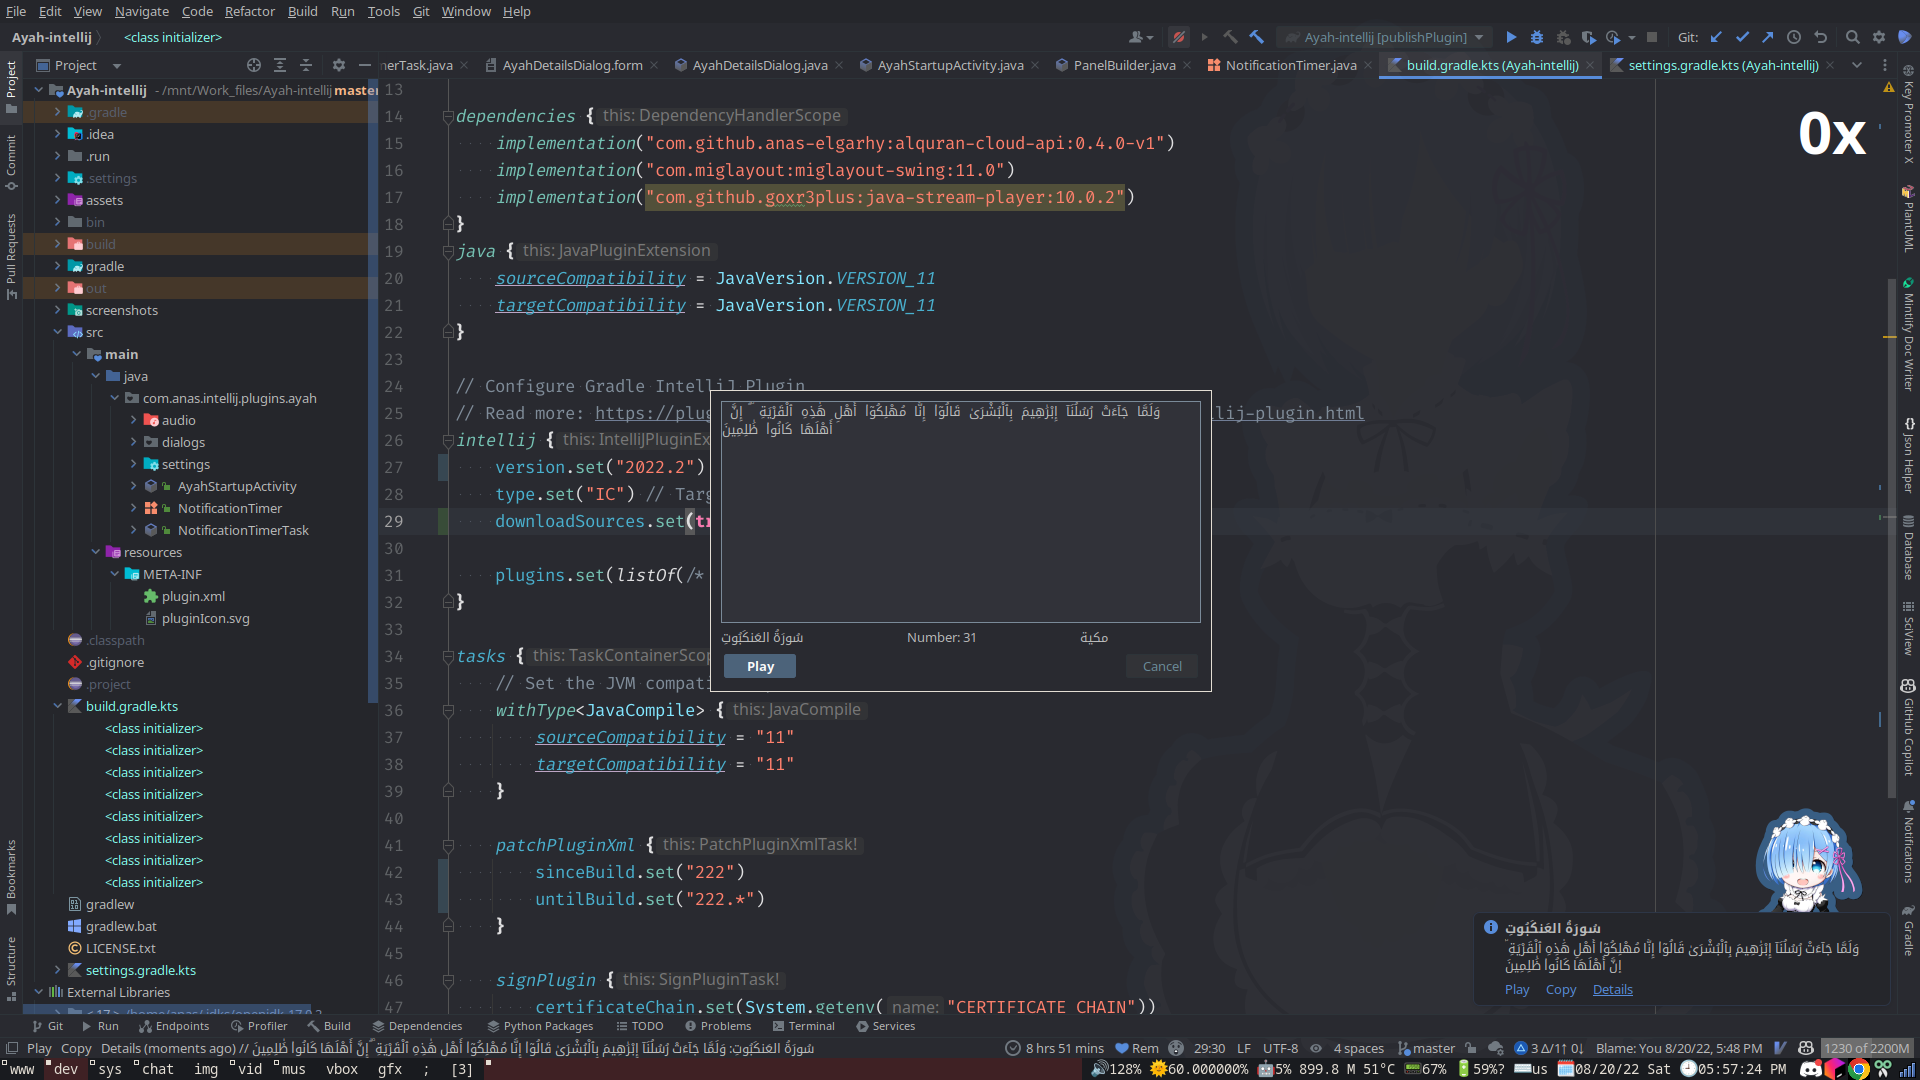 File Edit View Navigate Code Refactor Build Run Tools Git Window Help
Ayah-intellij <class initializer> Ayah-intellij [publishPlugin] Git:
Project nerTask.java AyahDetailsDialog.form AyahDetailsDialog.java AyahStartupActivity.java PanelBuilder.java NotificationTimer.java build.gradle.kts (Ayah-intellij) settings.gradle.kts (Ayah-intellij)
Project
Commit
Pull Requests
Bookmarks
Structure
Ayah-intellij - /mnt/Work_files/Ayah-intellij master
.gradle
.idea
.run
.settings
assets
bin
build
gradle
out
screenshots
src
main
java
com.anas.intellij.plugins.ayah
audio
dialogs
settings
AyahStartupActivity
NotificationTimer
NotificationTimerTask
resources
META-INF
plugin.xml
pluginIcon.svg
.classpath
.gitignore
.project
build.gradle.kts
<class initializer>
<class initializer>
<class initializer>
<class initializer>
<class initializer>
<class initializer>
<class initializer>
<class initializer>
gradlew
gradlew.bat
LICENSE.txt
settings.gradle.kts
External Libraries
13
14 dependencies { this: DependencyHandlerScope
15 implementation("com.github.anas-elgarhy:alquran-cloud-api:0.4.0-v1")
16 implementation("com.miglayout:miglayout-swing:11.0")
17 implementation("com.github.goxr3plus:java-stream-player:10.0.2")
18 }
19 java { this: JavaPluginExtension
20 sourceCompatibility = JavaVersion.VERSION_11
21 targetCompatibility = JavaVersion.VERSION_11
22 }
23
24 // Configure Gradle IntelliJ Plugin
25 // Read more: https://plug lij-plugin.html
26 intellij { this: IntelliJPluginEx
27 version.set("2022.2")
28 type.set("IC") // Targ
29 downloadSources.set(tr
30
31 plugins.set(listOf(/*
32 }
33
34 tasks { this: TaskContainerScop
35 // Set the JVM compati
36 withType<JavaCompile> { this: JavaCompile
37 sourceCompatibility = "11"
38 targetCompatibility = "11"
39 }
40
41 patchPluginXml { this: PatchPluginXmlTask!
42 sinceBuild.set("222")
43 untilBuild.set("222.*")
44 }
45
46 signPlugin { this: SignPluginTask!
47 certificateChain.set(System.getenv( name: "CERTIFICATE_CHAIN"))
وَلَمَّا جَآءَتْ رُسُلُنَآ إِبْرَٰهِيمَ بِٱلْبُشْرَىٰ قَالُوٓا۟ إِنَّا مُهْلِكُوٓا۟ أَهْلِ هَٰذِهِ ٱلْقَرْيَةِ ۖ إِنَّ
أَهْلَهَا كَانُوا۟ ظَٰلِمِينَ
سُورَةُ العَنكَبُوتِ Number: 31 مكية
Play Cancel
0x
Key Promoter X
PlantUML
Mintlify Doc Writer
Json Helper
Database
SciView
GitHub Copilot
Notifications
Gradle
سُورَةُ العَنكَبُوتِ
وَلَمَّا جَآءَتْ رُسُلُنَآ إِبْرَٰهِيمَ بِٱلْبُشْرَىٰ قَالُوٓا۟ إِنَّا مُهْلِكُوٓا۟ أَهْلِ هَٰذِهِ ٱلْقَرْيَةِ ۖ
إِنَّ أَهْلَهَا كَانُوا۟ ظَٰلِمِينَ
Play Copy Details
Git Run Endpoints Profiler Build Dependencies Python Packages TODO Problems Terminal Services
Play Copy Details (moments ago) // سُورَةُ العَنكَبُوتِ: وَلَمَّا جَآءَتْ رُسُلُنَآ إِبْرَٰهِيمَ بِٱلْبُشْرَىٰ قَالُوٓا۟ إِنَّا مُهْلِكُوٓا۟ أَهْلِ هَٰذِهِ ٱلْقَرْيَةِ ۖ إِنَّ أَهْلَهَا كَانُوا۟ ظَٰلِمِينَ 8 hrs 51 mins Rem 29:30 LF UTF-8 4 spaces master 3 Δ/1↑ 0↓ Blame: You 8/20/22, 5:48 PM 1230 of 2200M
www dev sys chat img vid mus vbox gfx ; [3] 128% 60.000000% 5% 899.8 M 51°C 67% 59%? us 08/20/22 Sat 05:57:24 PM